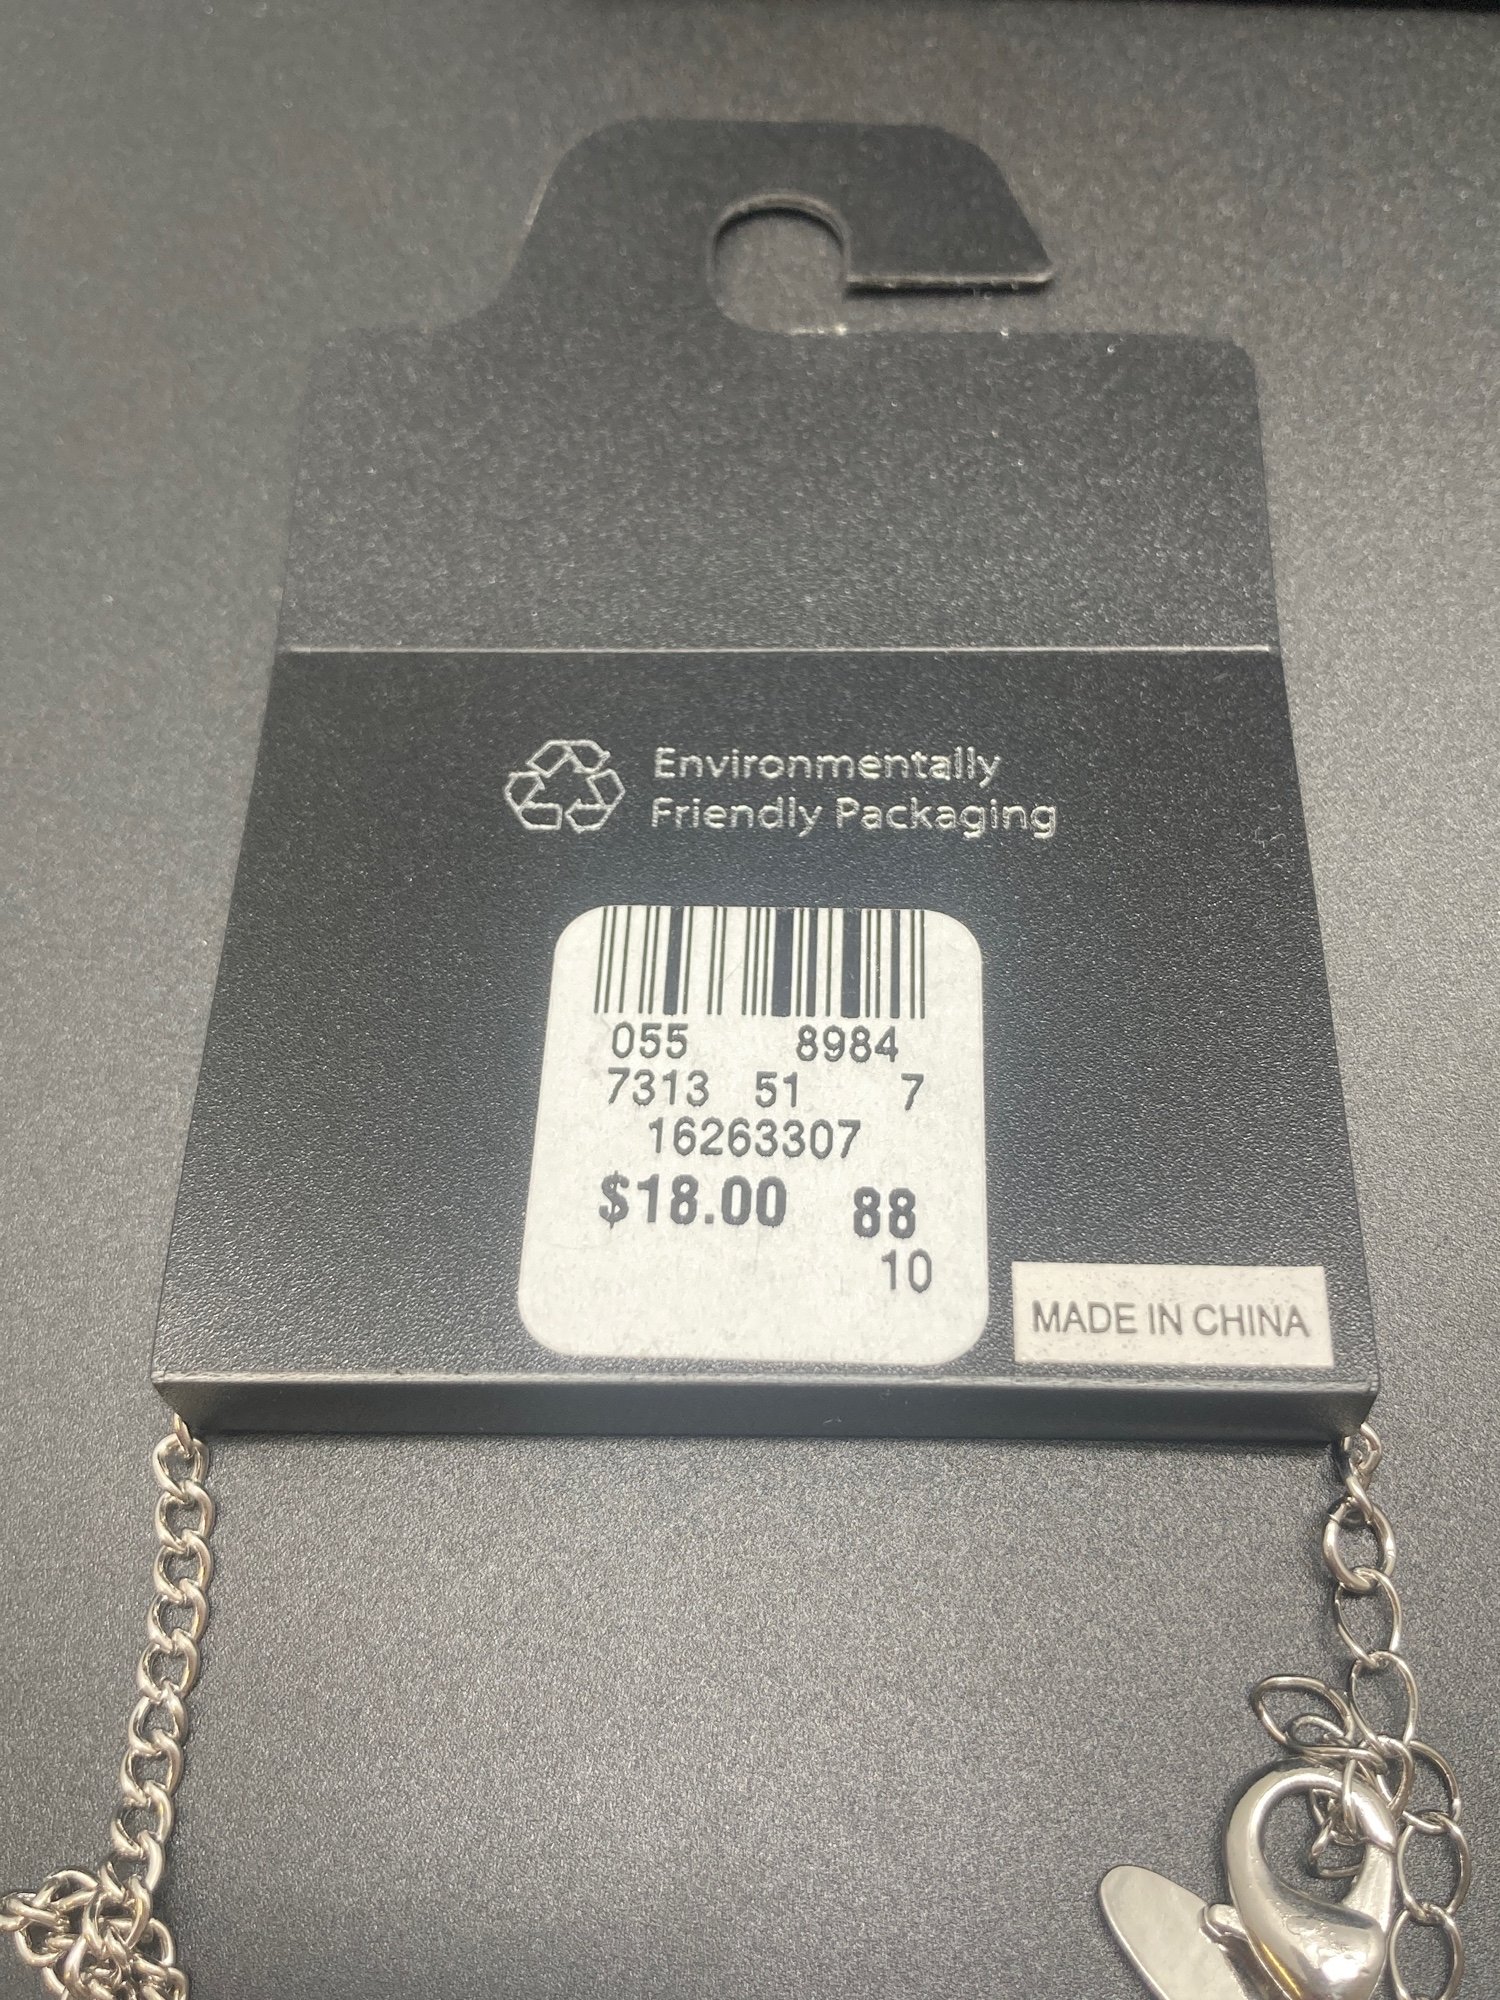 Environmentally
Friendly Packaging
055 8984
7313 51 7
16263307
$18.00 88
10
MADE IN CHINA